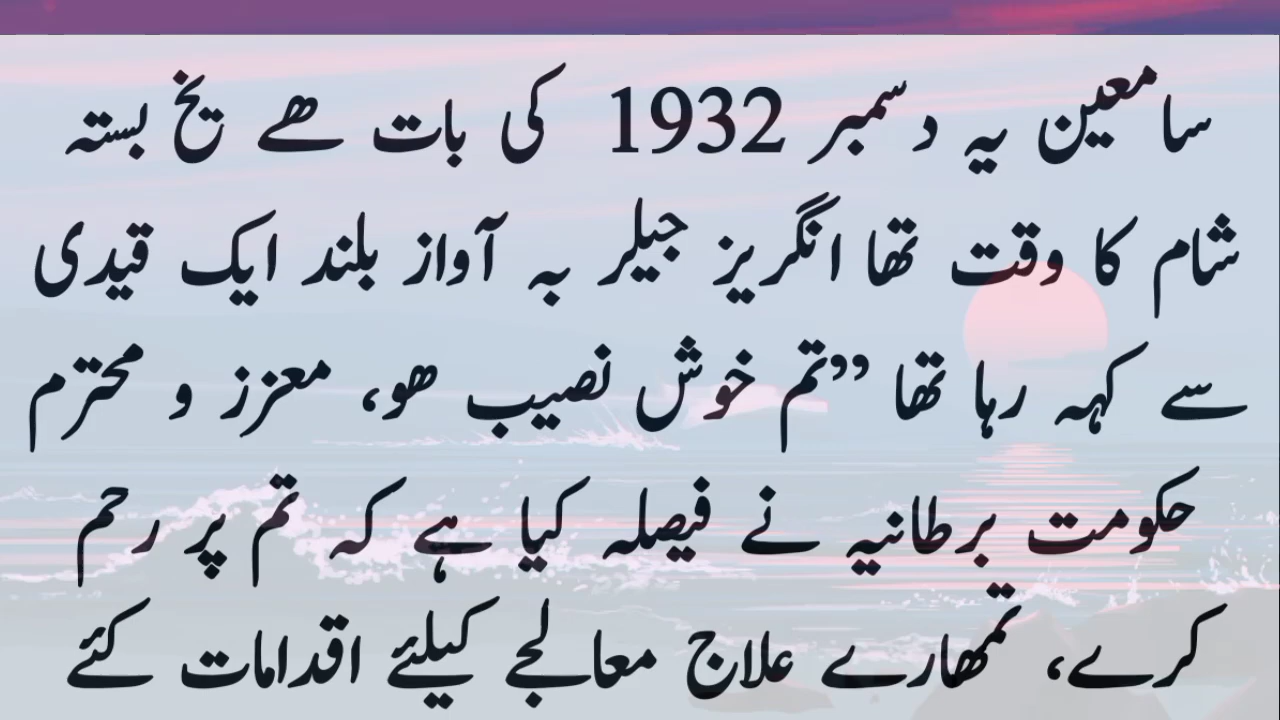 سامعین یہ دسمبر 1932 کی بات ھے یخ بستہ
شام کا وقت تھا انگریز جیلر بہ آواز بلند ایک قیدی
سے کہہ رہا تھا ”تم خوش نصیب ھو، معزز و محترم
حکومت برطانیہ نے فیصلہ کیا ہے کہ تم پر رحم
کرے، تمھارے علاج معالجے کیلئے اقدامات کئے